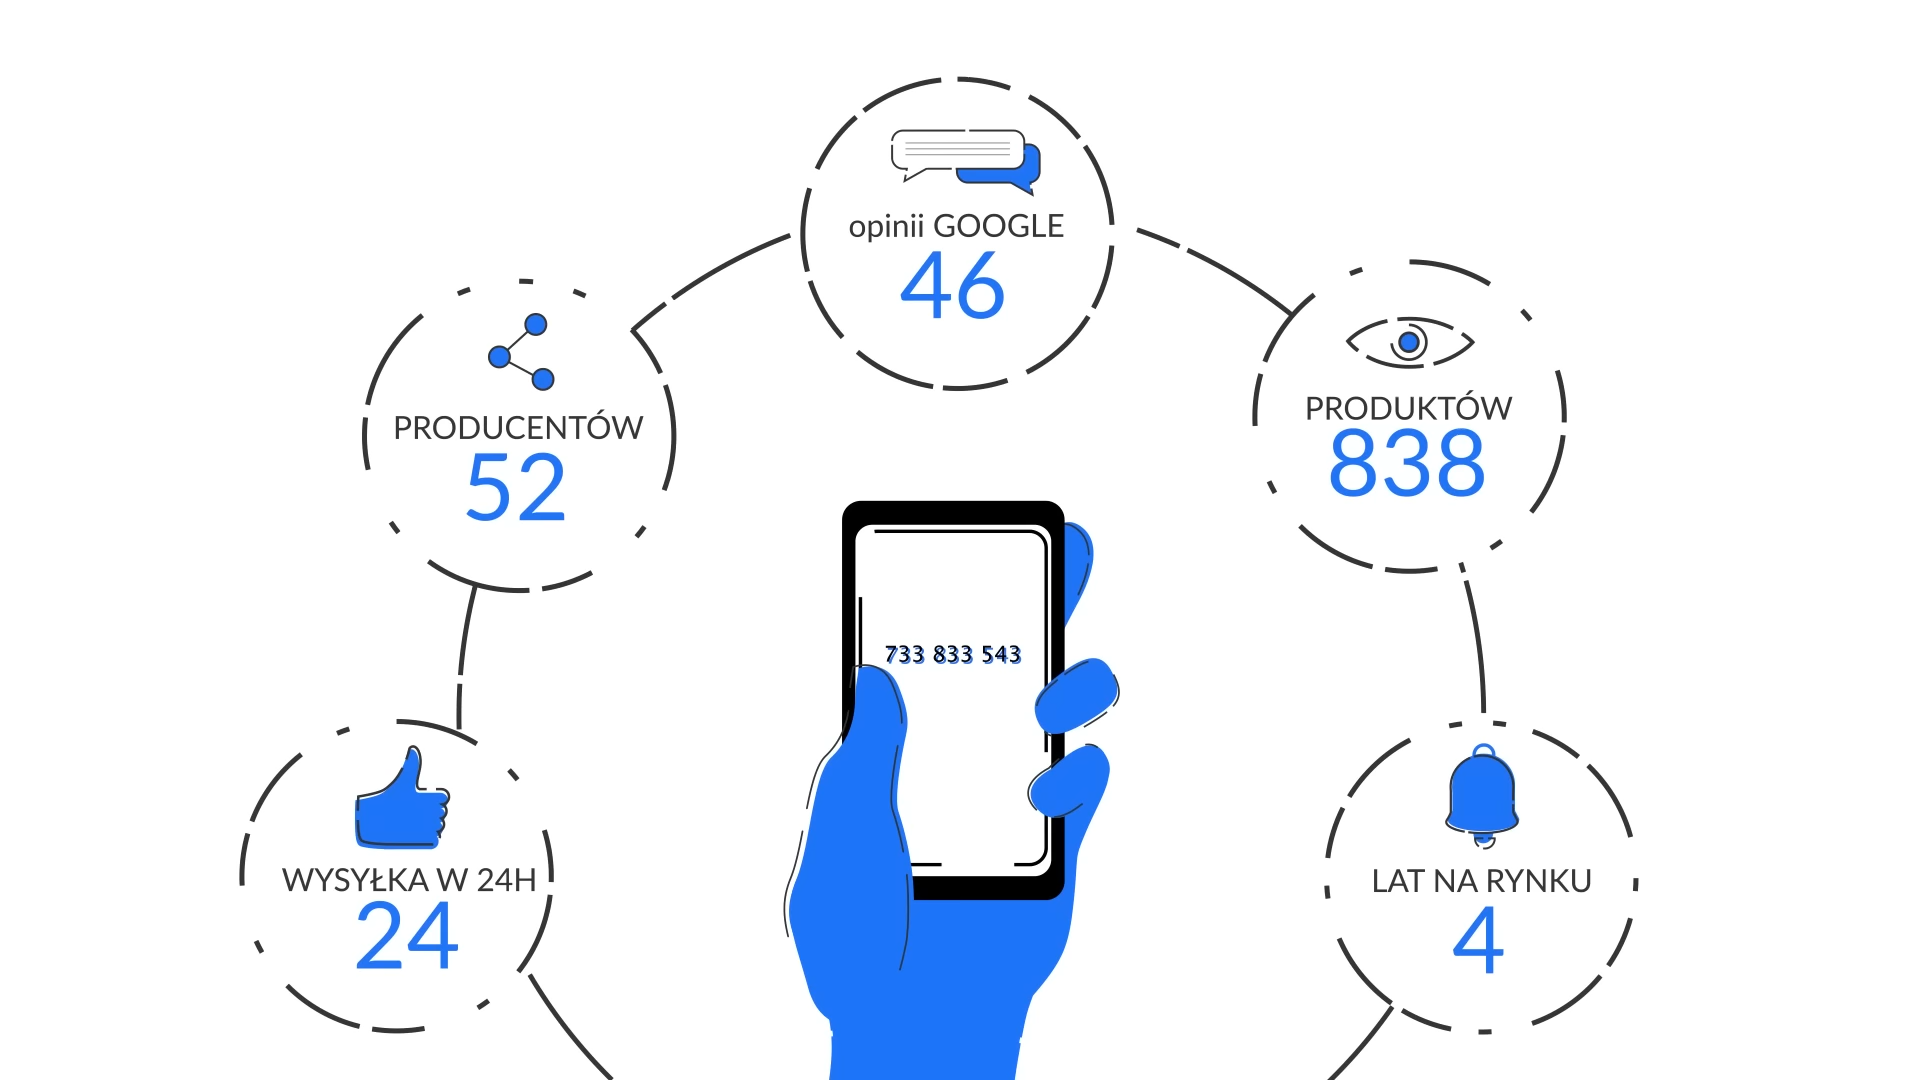 opinii GOOGLE
46
PRODUCENTÓW
52
PRODUKTÓW
838
733 833 543
WYSYŁKA W 24H
24
LAT NA RYNKU
4